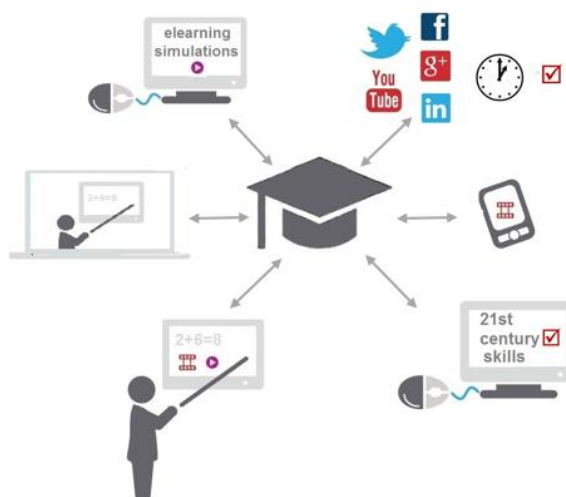 elearning
simulations
f
You
Tube
g+
in
2+6=8
2+6=8
21st
century
skills